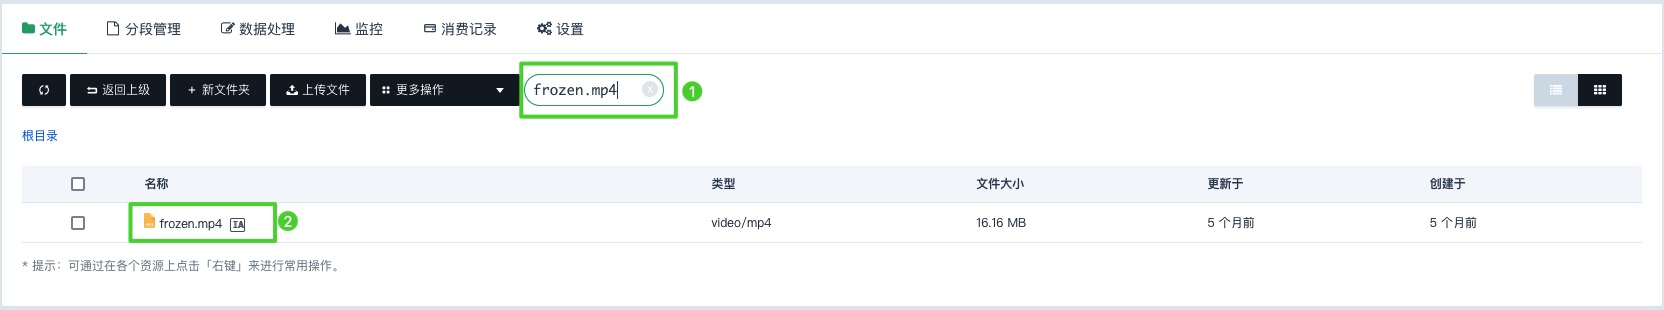 文件 分段管理 数据处理 监控 消费记录 设置
返回上级 + 新文件夹 上传文件 更多操作 frozen.mp4 x 1
根目录
名称 类型 文件大小 更新于 创建于
frozen.mp4 IA 2 video/mp4 16.16 MB 5 个月前 5 个月前
* 提示：可通过在各个资源上点击「右键」来进行常用操作。